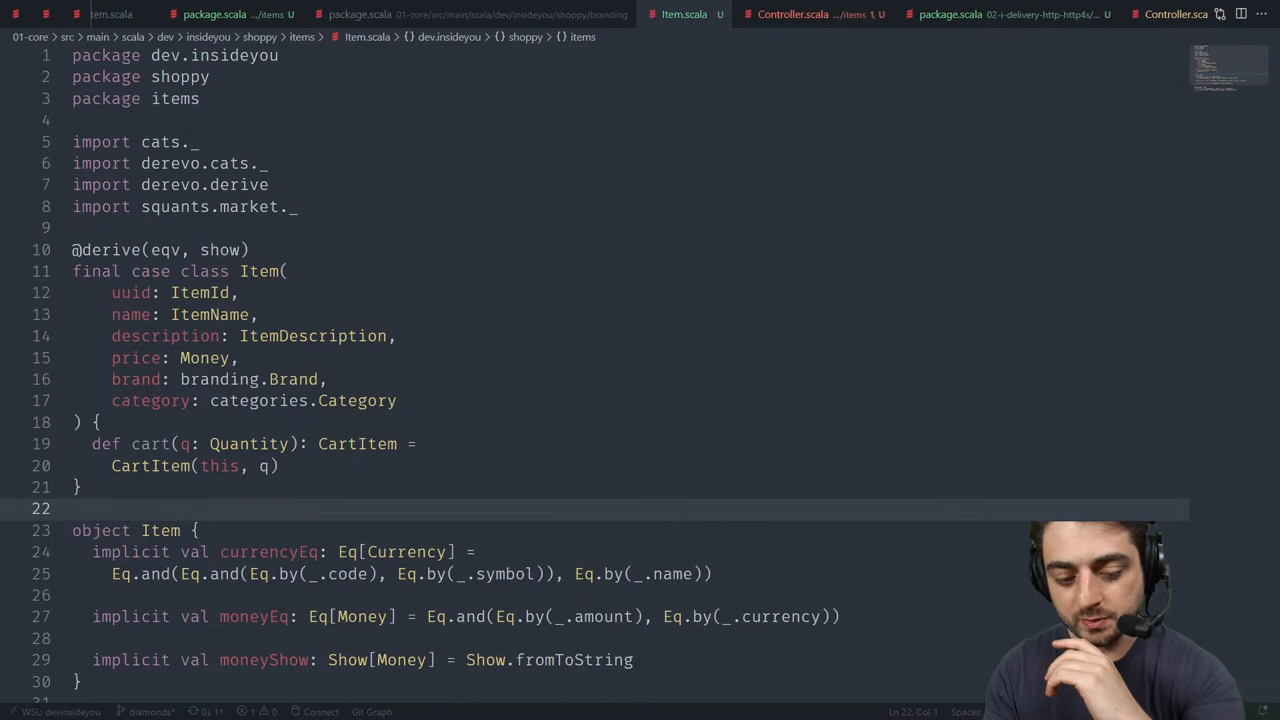 tem.scala package.scala .../items U package.scala 01-core/src/main/scala/dev/insideyou/shoppy/branding Item.scala U Controller.scala .../items 1, U package.scala 02-i-delivery-http-http4s/... U Controller.sca
01-core > src > main > scala > dev > insideyou > shoppy > items > Item.scala > {} dev.insideyou > {} shoppy > {} items
1 package dev.insideyou
2 package shoppy
3 package items
4
5 import cats._
6 import derevo.cats._
7 import derevo.derive
8 import squants.market._
9
10 @derive(eqv, show)
11 final case class Item(
12 uuid: ItemId,
13 name: ItemName,
14 description: ItemDescription,
15 price: Money,
16 brand: branding.Brand,
17 category: categories.Category
18 ) {
19 def cart(q: Quantity): CartItem =
20 CartItem(this, q)
21 }
22
23 object Item {
24 implicit val currencyEq: Eq[Currency] =
25 Eq.and(Eq.and(Eq.by(_.code), Eq.by(_.symbol)), Eq.by(_.name))
26
27 implicit val moneyEq: Eq[Money] = Eq.and(Eq.by(_.amount), Eq.by(_.currency))
28
29 implicit val moneyShow: Show[Money] = Show.fromToString
30 }
31
WSL: devinsideyou diamonds* 0↓ 1↑ 1 0 Connect Git Graph Ln 22, Col 1 Spaces: